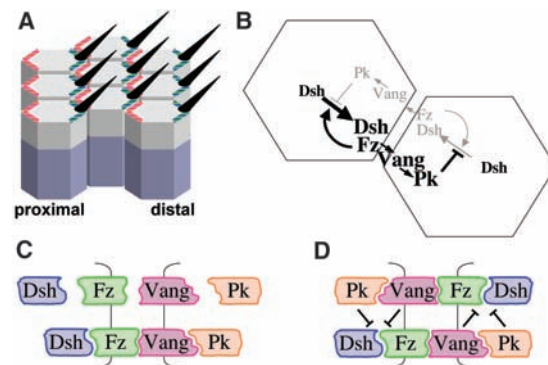 A
proximal
distal
B
Pk
Dsh
Vang
Fz
Dsh
Dsh
Fz
Vang
Pk
Dsh
C
Dsh Fz Vang Pk
Dsh Fz Vang Pk
D
Pk Vang Fz Dsh
Dsh Fz Vang Pk